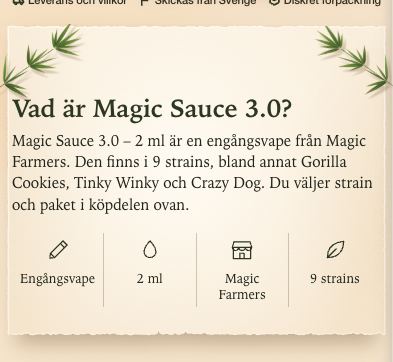 Leverans och villkor Skickas från Sverige Diskret förpackning
Vad är Magic Sauce 3.0?
Magic Sauce 3.0 – 2 ml är en engångsvape från Magic
Farmers. Den finns i 9 strains, bland annat Gorilla
Cookies, Tinky Winky och Crazy Dog. Du väljer strain
och paket i köpdelen ovan.
Engångsvape
2 ml
Magic
Farmers
9 strains